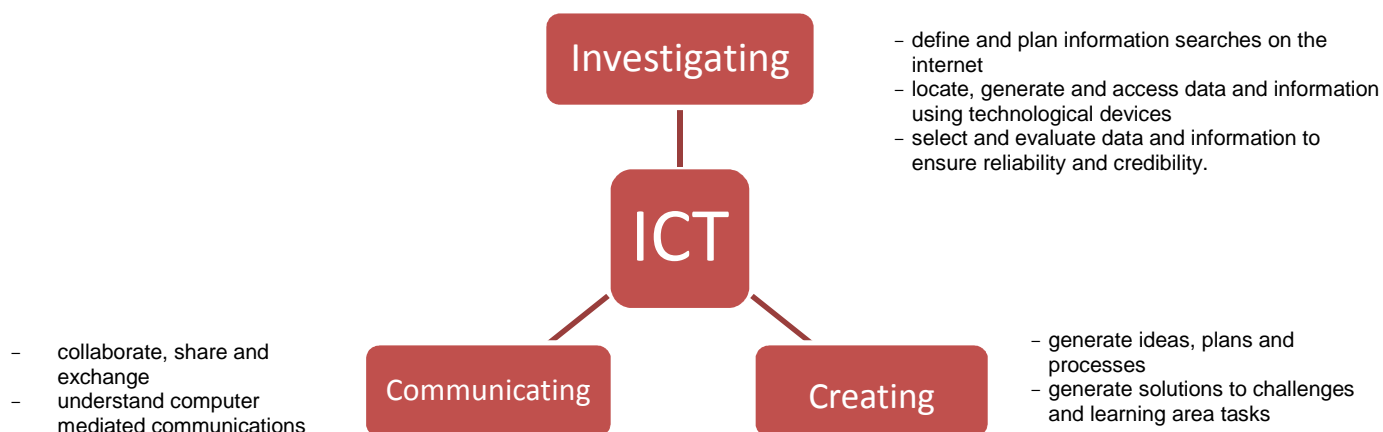 Investigating
– define and plan information searches on the
internet
– locate, generate and access data and information
using technological devices
– select and evaluate data and information to
ensure reliability and credibility.
ICT
– collaborate, share and
exchange
– understand computer
mediated communications
Communicating
Creating
– generate ideas, plans and
processes
– generate solutions to challenges
and learning area tasks